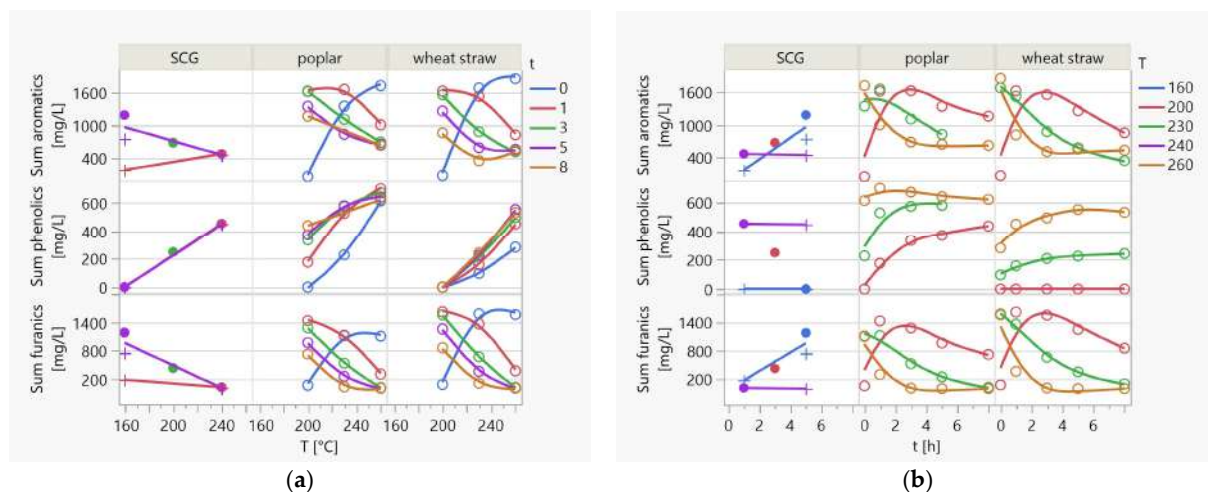 SCG poplar wheat straw t
Sum aromatics
[mg/L]
1600
1000
400
0
1
3
5
8
Sum phenolics
[mg/L]
600
400
200
0
Sum furanics
[mg/L]
1400
800
200
160 200 240 160 200 240 160 200 240
T [°C]
(a)
SCG poplar wheat straw T
Sum aromatics
[mg/L]
1600
1000
400
160
200
230
240
260
Sum phenolics
[mg/L]
600
400
200
0
Sum furanics
[mg/L]
1400
800
200
0 2 4 6 0 2 4 6 0 2 4 6
t [h]
(b)